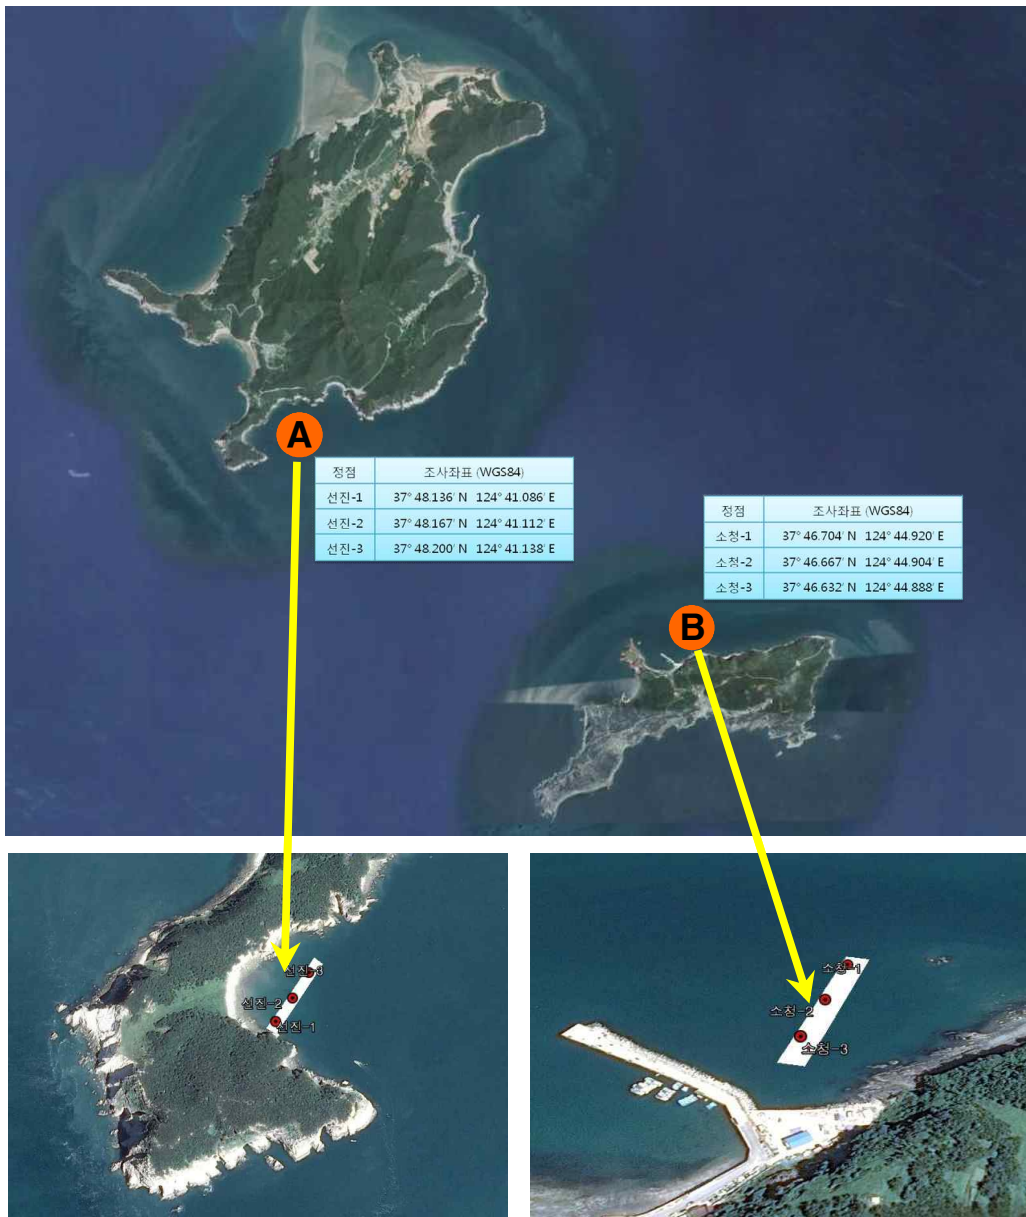 A
정점 조사좌표 (WGS84)
선진-1 37° 48.136' N 124° 41.086' E
선진-2 37° 48.167' N 124° 41.112' E
선진-3 37° 48.200' N 124° 41.138' E
정점 조사좌표 (WGS84)
소청-1 37° 46.704' N 124° 44.920' E
소청-2 37° 46.667' N 124° 44.904' E
소청-3 37° 46.632' N 124° 44.888' E
B
선진-3
선진-2
선진-1
소청-1
소청-2
소청-3